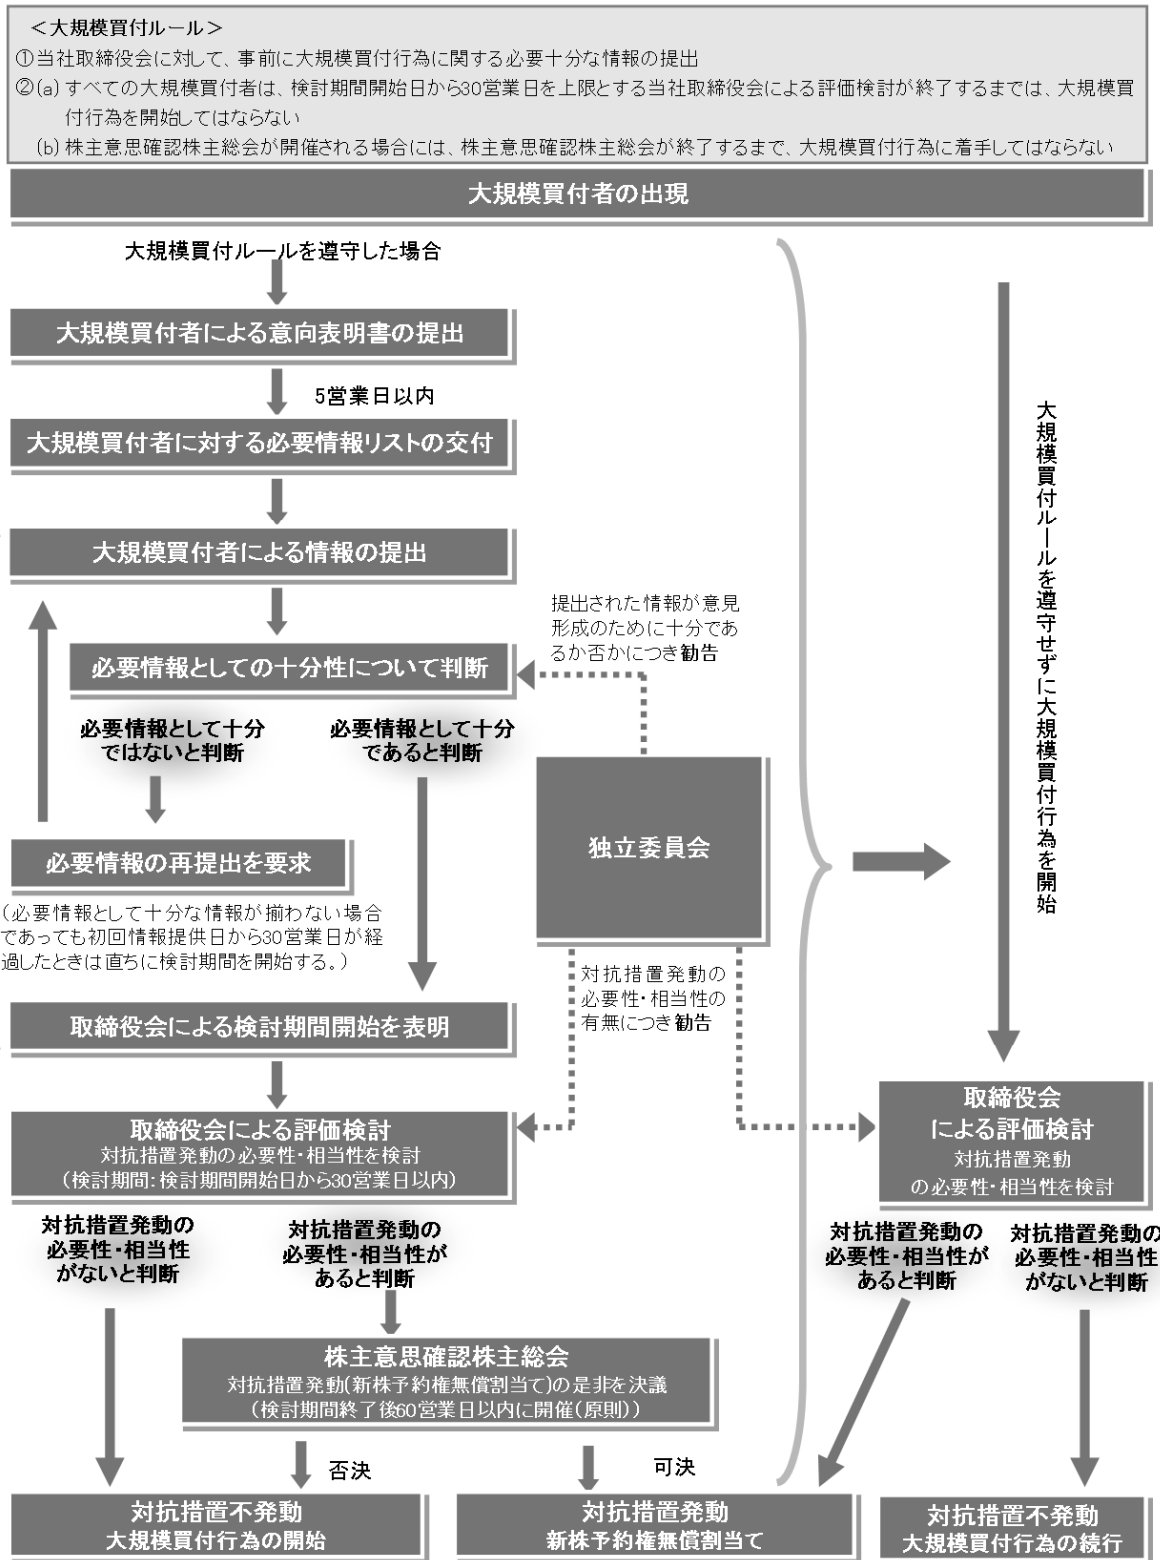 ＜大規模買付ルール＞
①当社取締役会に対して、事前に大規模買付行為に関する必要十分な情報の提出
②(a) すべての大規模買付者は、検討期間開始日から30営業日を上限とする当社取締役会による評価検討が終了するまでは、大規模買
付行為を開始してはならない
(b) 株主意思確認株主総会が開催される場合には、株主意思確認株主総会が終了するまで、大規模買付行為に着手してはならない
大規模買付者の出現
大規模買付ルールを遵守した場合
大規模買付者による意向表明書の提出
5営業日以内
大規模買付者に対する必要情報リストの交付
大規模買付者による情報の提出
提出された情報が意見
形成のために十分であ
るか否かにつき勧告
必要情報としての十分性について判断
必要情報として十分
ではないと判断
必要情報として十分
であると判断
独立委員会
必要情報の再提出を要求
（必要情報として十分な情報が揃わない場合
であっても初回情報提供日から30営業日が経
過したときは直ちに検討期間を開始する。）
対抗措置発動の
必要性・相当性の
有無につき勧告
取締役会による検討期間開始を表明
取締役会による評価検討
対抗措置発動の必要性・相当性を検討
（検討期間：検討期間開始日から30営業日以内）
対抗措置発動の
必要性・相当性
がないと判断
対抗措置発動の
必要性・相当性が
あると判断
株主意思確認株主総会
対抗措置発動(新株予約権無償割当て)の是非を決議
（検討期間終了後60営業日以内に開催（原則））
否決
可決
大規模買付ルールを遵守せずに大規模買付行為を開始
取締役会
による評価検討
対抗措置発動
の必要性・相当性を検討
対抗措置発動の
必要性・相当性が
あると判断
対抗措置発動の
必要性・相当性
がないと判断
対抗措置不発動
大規模買付行為の開始
対抗措置発動
新株予約権無償割当て
対抗措置不発動
大規模買付行為の続行